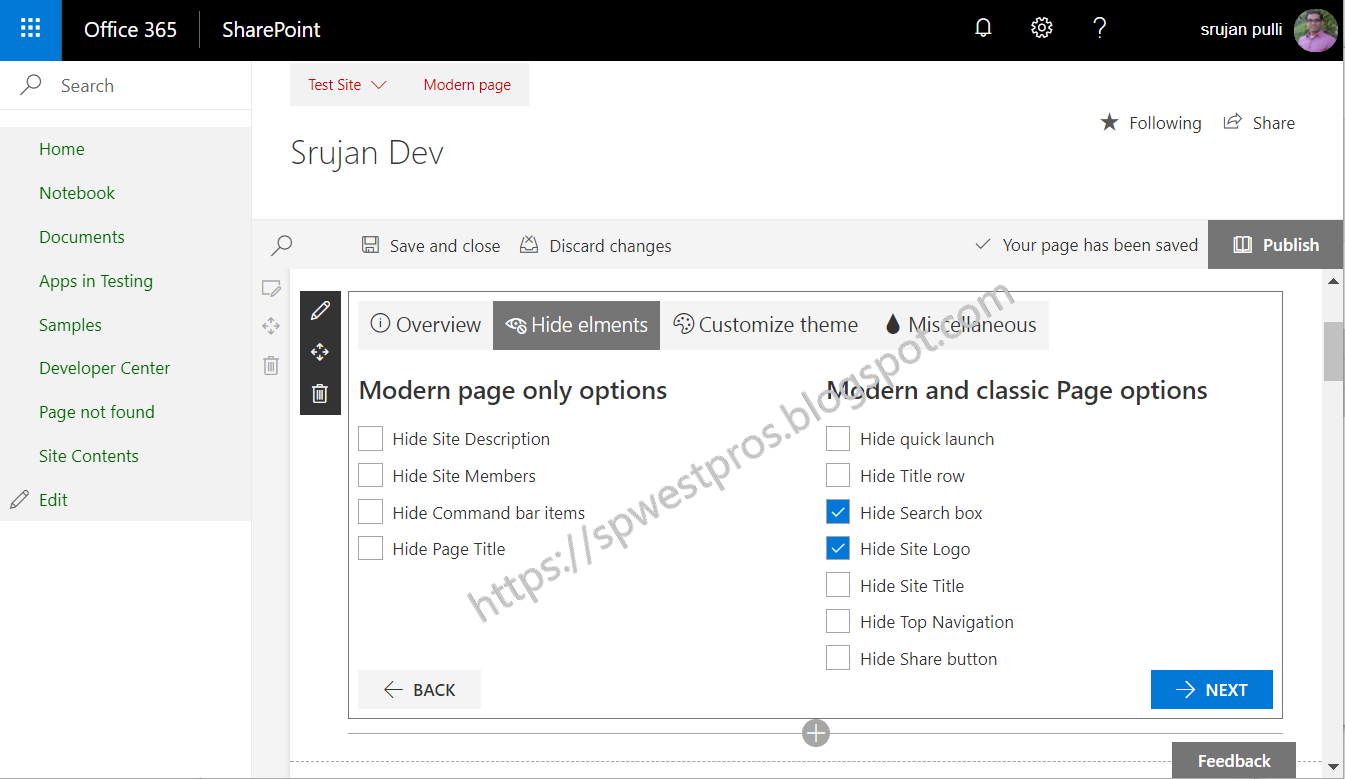 Office 365 SharePoint ? srujan pulli
Search
Test Site Modern page
Following Share
Srujan Dev
Home
Notebook
Documents
Apps in Testing
Samples
Developer Center
Page not found
Site Contents
Edit
Save and close Discard changes Your page has been saved Publish
Overview Hide elments Customize theme Miscellaneous
Modern page only options
Hide Site Description
Hide Site Members
Hide Command bar items
Hide Page Title
Modern and classic Page options
Hide quick launch
Hide Title row
Hide Search box
Hide Site Logo
Hide Site Title
Hide Top Navigation
Hide Share button
BACK NEXT
Feedback
https://spwestpros.blogspot.com